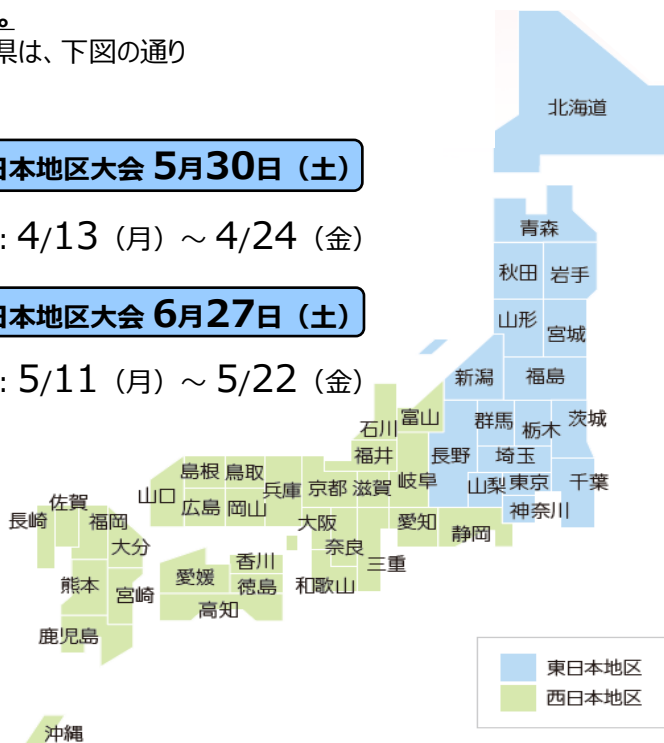 。
県は、下図の通り
日本地区大会 5月30日（土）
: 4/13（月）～ 4/24（金）
日本地区大会 6月27日（土）
: 5/11（月）～ 5/22（金）
北海道
青森
秋田 岩手
山形 宮城
新潟 福島
石川 富山 群馬 栃木 茨城
福井 長野 埼玉
島根 鳥取 兵庫 京都 滋賀 岐阜 山梨 東京 千葉
山口 広島 岡山 神奈川
佐賀 長崎 福岡 大阪 愛知 静岡
大分 奈良 三重
香川
熊本 宮崎 愛媛 徳島 和歌山
高知
鹿児島
東日本地区
西日本地区
沖縄